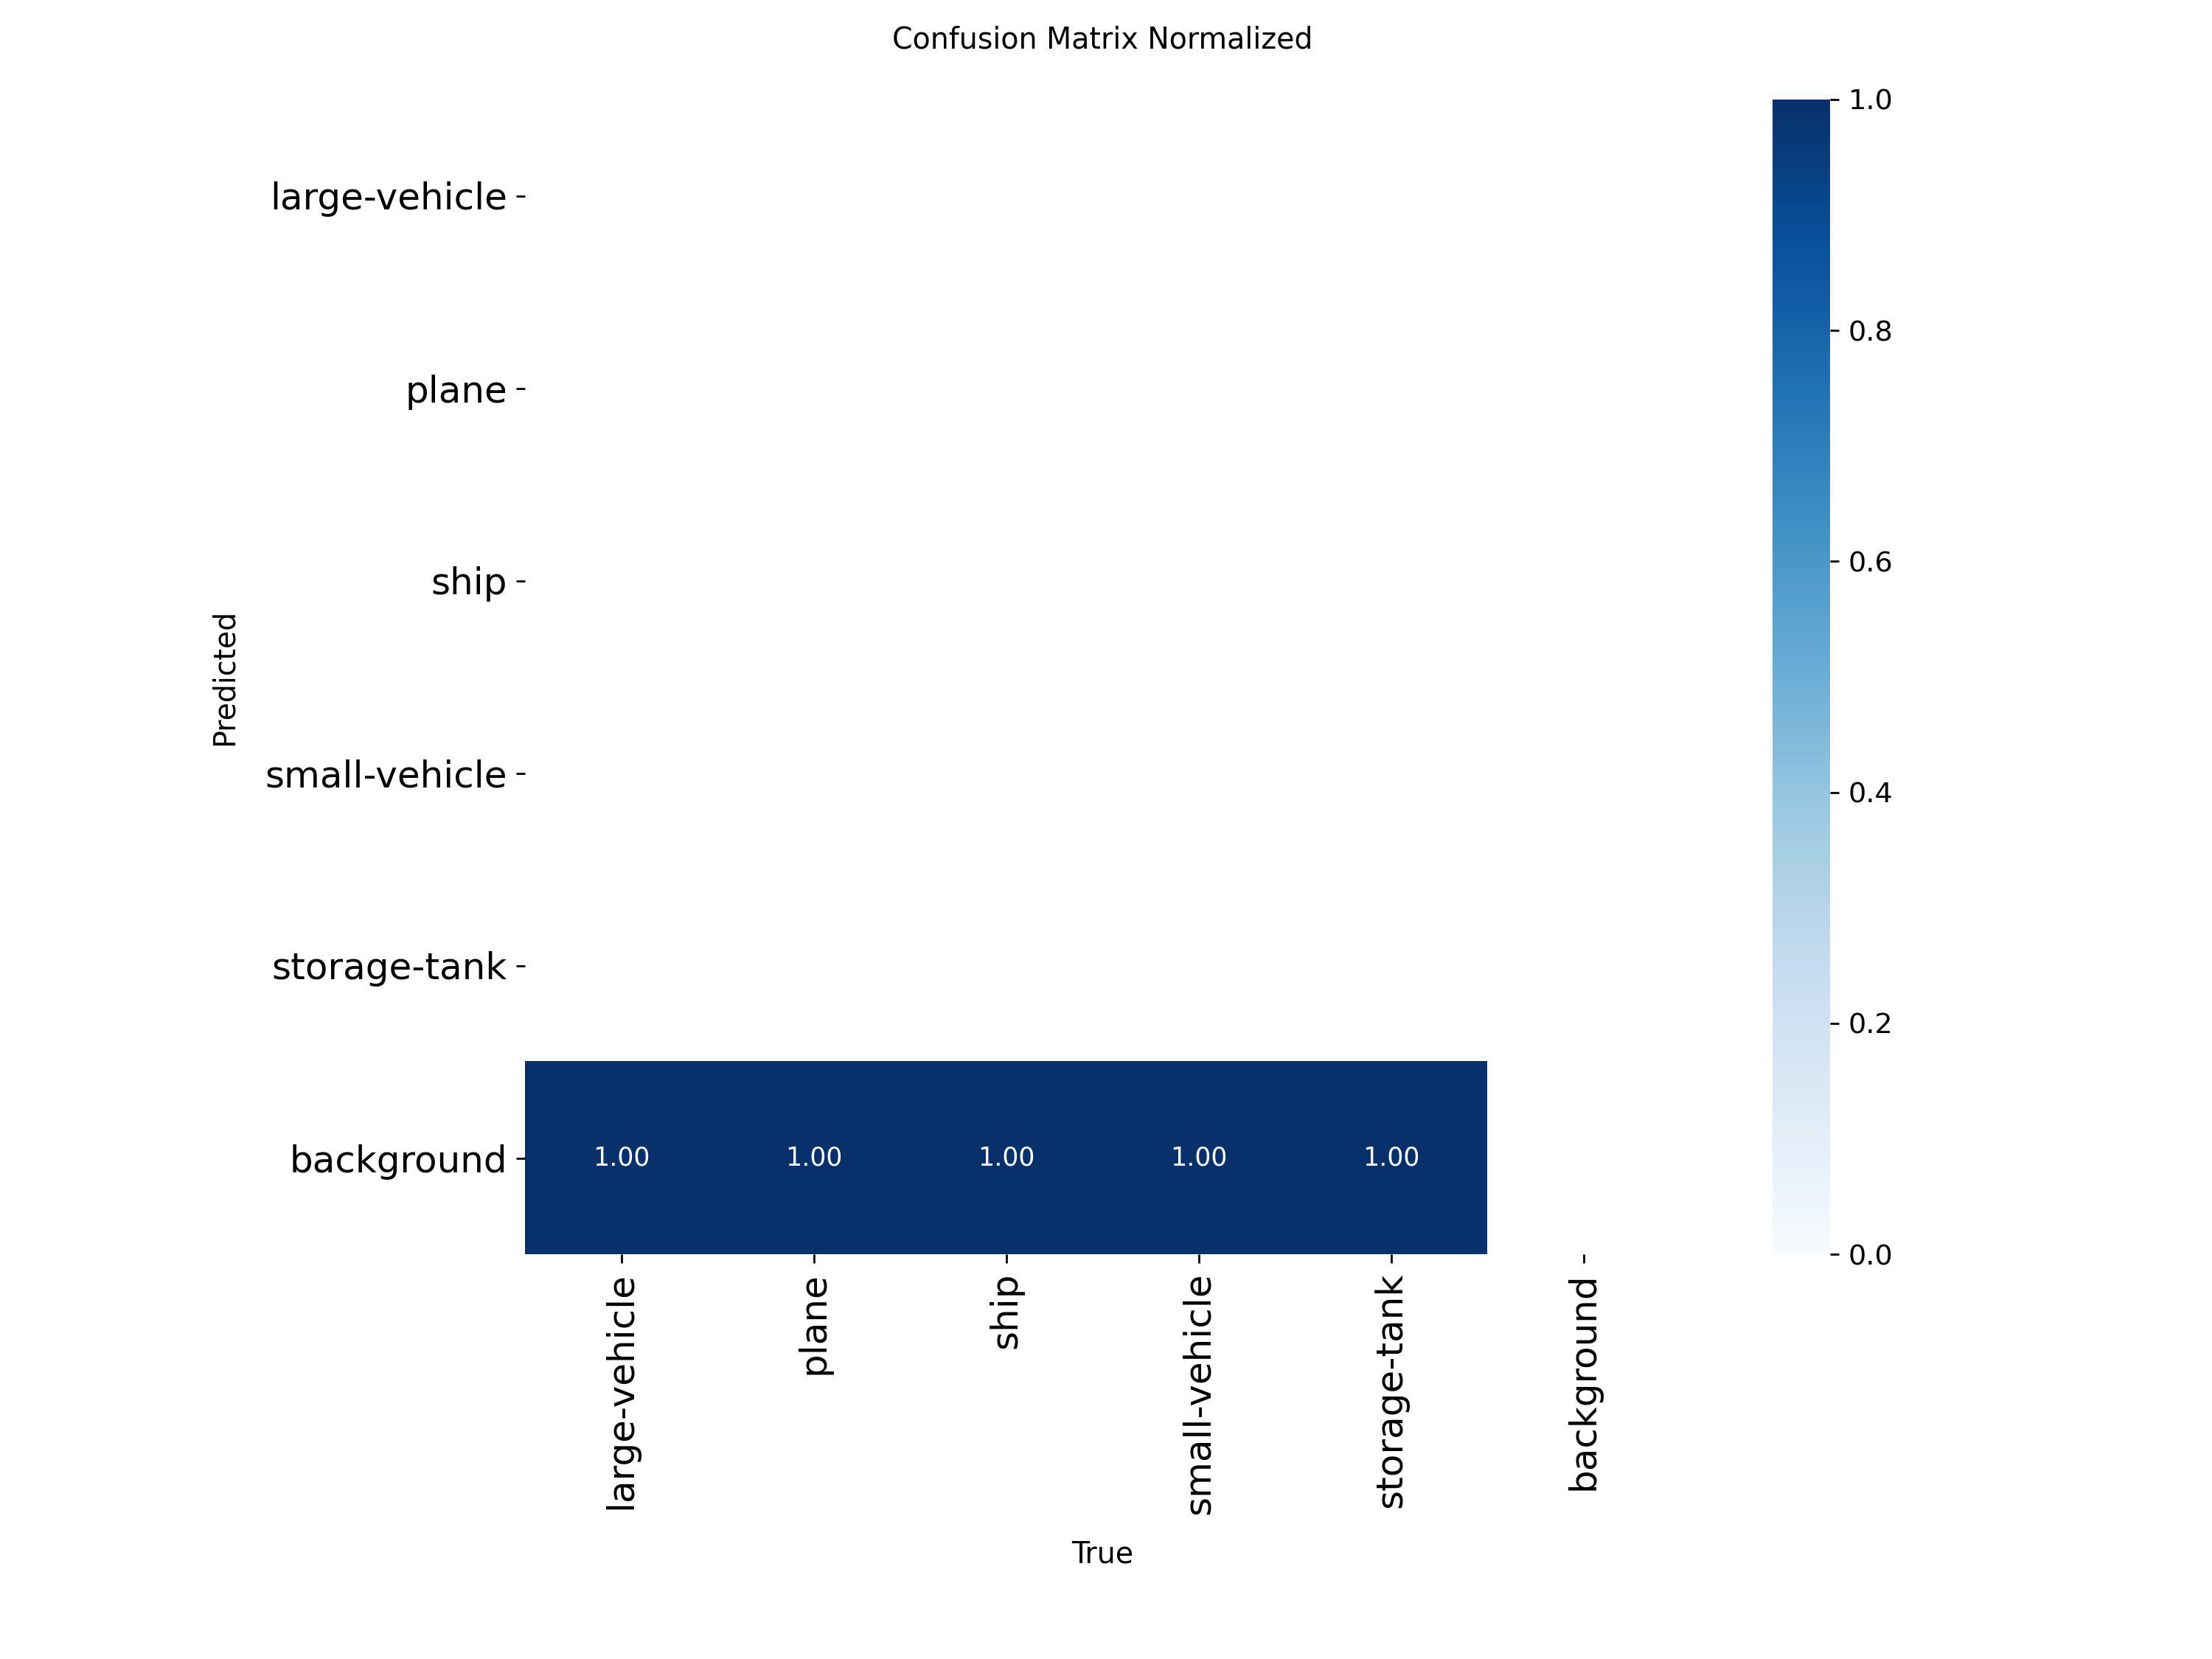 Confusion Matrix Normalized
Predicted
large-vehicle
plane
ship
small-vehicle
storage-tank
background
1.00 1.00 1.00 1.00 1.00
large-vehicle
plane
ship
small-vehicle
storage-tank
background
True
1.0
0.8
0.6
0.4
0.2
0.0